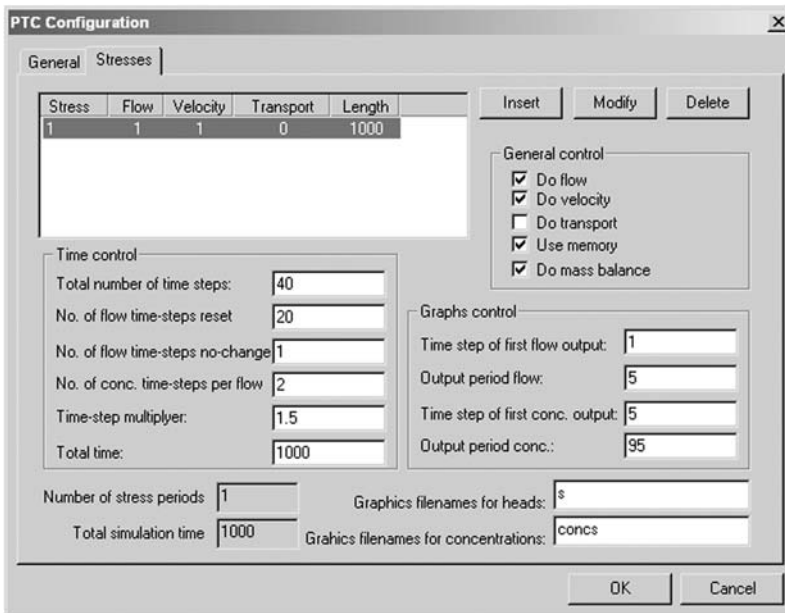 PTC Configuration
General Stresses
Stress Flow Velocity Transport Length
1 1 1 0 1000
Insert Modify Delete
General control
Do flow
Do velocity
Do transport
Use memory
Do mass balance
Time control
Total number of time steps: 40
No. of flow time-steps reset 20
No. of flow time-steps no-change 1
No. of conc. time-steps per flow 2
Time-step multiplyer: 1.5
Total time: 1000
Graphs control
Time step of first flow output: 1
Output period flow: 5
Time step of first conc. output: 5
Output period conc.: 95
Number of stress periods 1
Total simulation time 1000
Graphics filenames for heads: s
Grahics filenames for concentrations: concs
OK Cancel